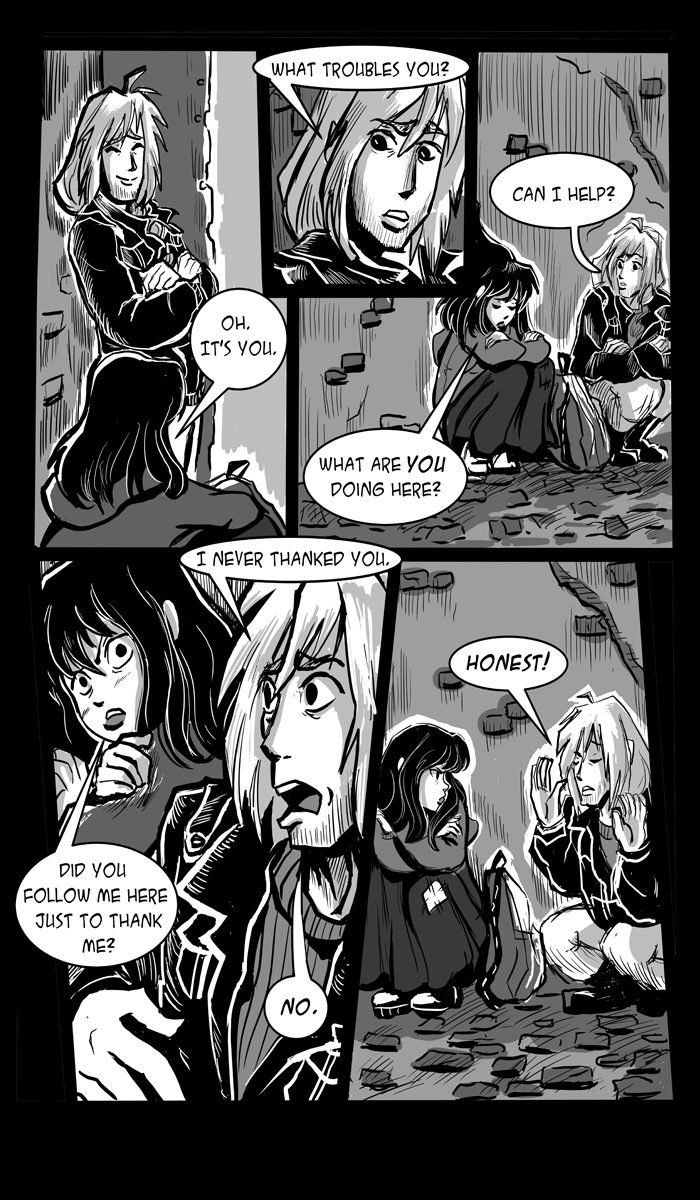 OH.
IT'S YOU.
WHAT TROUBLES YOU?
CAN I HELP?
WHAT ARE YOU
DOING HERE?
I NEVER THANKED YOU.
DID YOU
FOLLOW ME HERE
JUST TO THANK
ME?
NO.
HONEST!